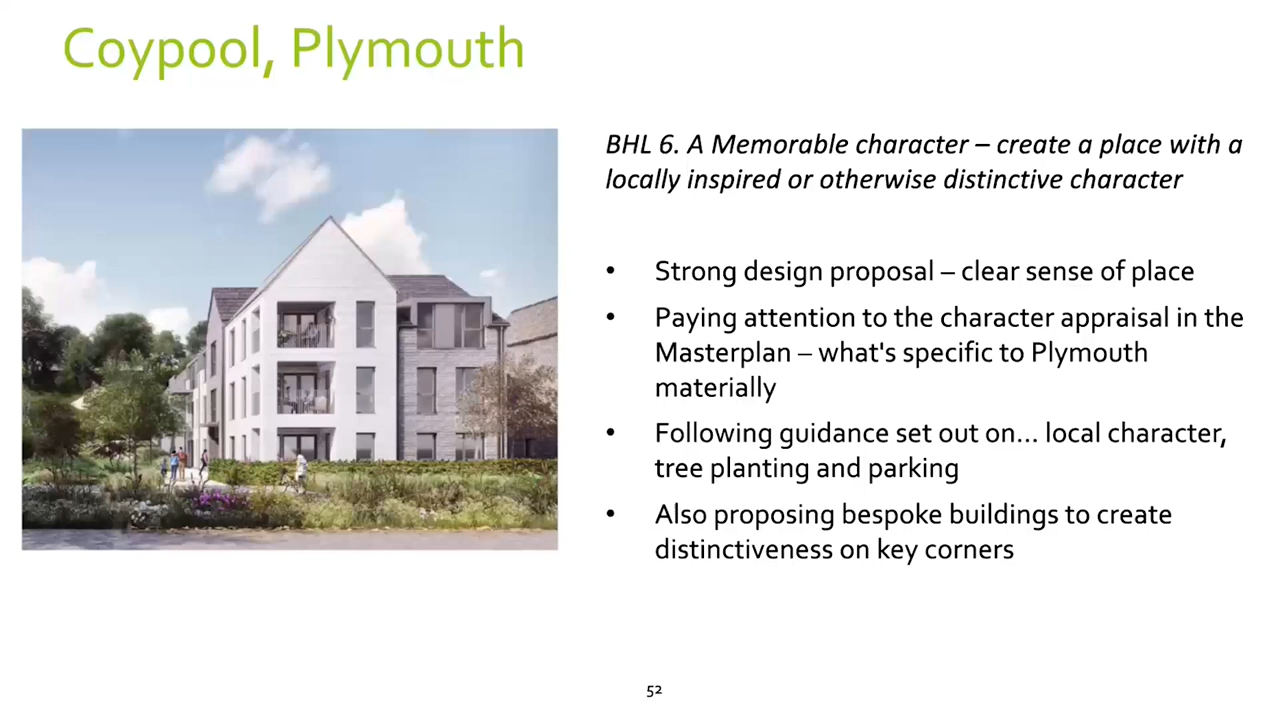 Coypool, Plymouth
BHL 6. A Memorable character – create a place with a
locally inspired or otherwise distinctive character
• Strong design proposal – clear sense of place
• Paying attention to the character appraisal in the
Masterplan – what's specific to Plymouth
materially
• Following guidance set out on... local character,
tree planting and parking
• Also proposing bespoke buildings to create
distinctiveness on key corners
52